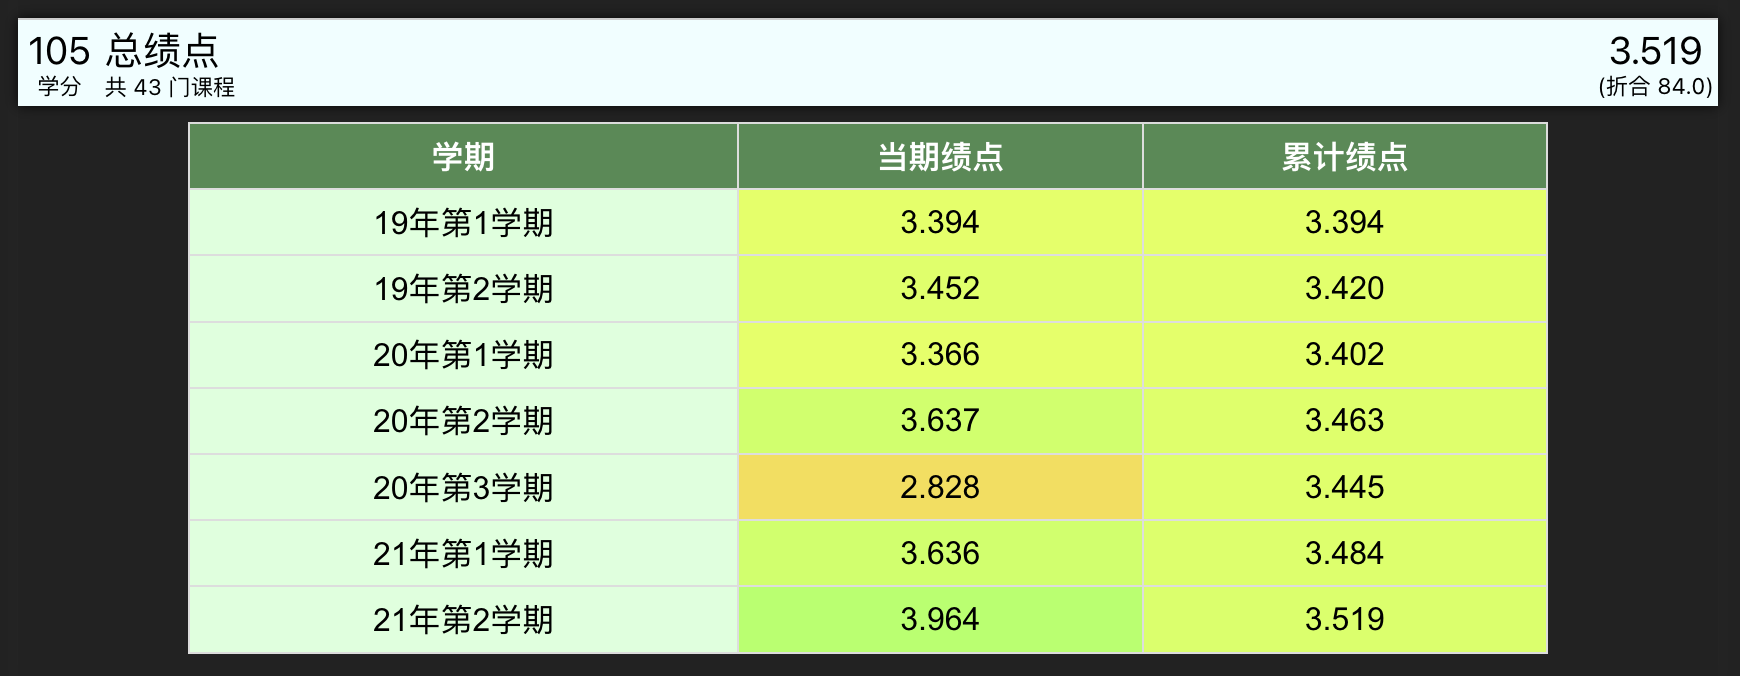 105 总绩点 3.519
学分 共 43 门课程 (折合 84.0)
学期 当期绩点 累计绩点
19年第1学期 3.394 3.394
19年第2学期 3.452 3.420
20年第1学期 3.366 3.402
20年第2学期 3.637 3.463
20年第3学期 2.828 3.445
21年第1学期 3.636 3.484
21年第2学期 3.964 3.519